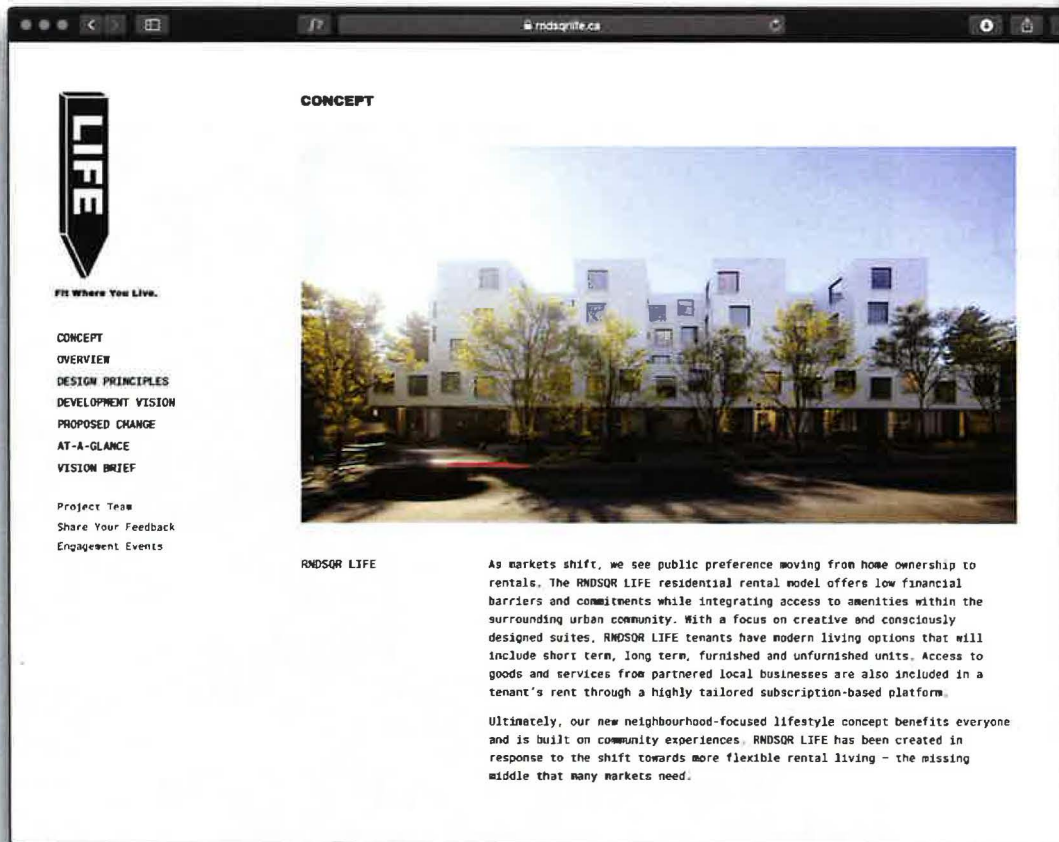 rndsqrlife.ca
LIFE
Fit Where You Live.
CONCEPT
OVERVIEW
DESIGN PRINCIPLES
DEVELOPMENT VISION
PROPOSED CHANGE
AT-A-GLANCE
VISION BRIEF
Project Team
Share Your Feedback
Engagement Events
CONCEPT
RNDSQR LIFE
As markets shift, we see public preference moving from home ownership to
rentals. The RNDSQR LIFE residential rental model offers low financial
barriers and commitments while integrating access to amenities within the
surrounding urban community. With a focus on creative and consciously
designed suites, RNDSQR LIFE tenants have modern living options that will
include short term, long term, furnished and unfurnished units. Access to
goods and services from partnered local businesses are also included in a
tenant's rent through a highly tailored subscription-based platform.
Ultimately, our new neighbourhood-focused lifestyle concept benefits everyone
and is built on community experiences. RNDSQR LIFE has been created in
response to the shift towards more flexible rental living – the missing
middle that many markets need.